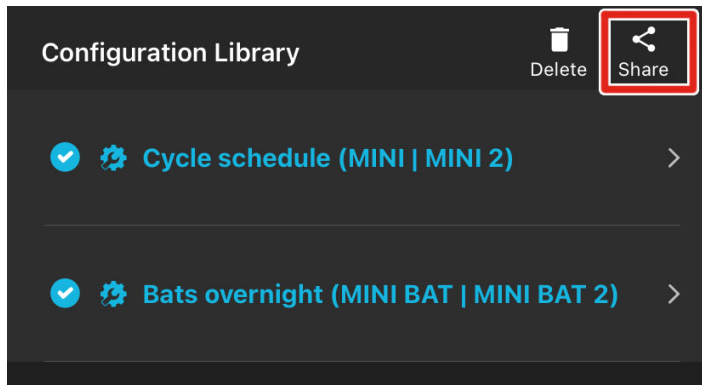 Configuration Library
Delete
Share
Cycle schedule (MINI | MINI 2)
Bats overnight (MINI BAT | MINI BAT 2)